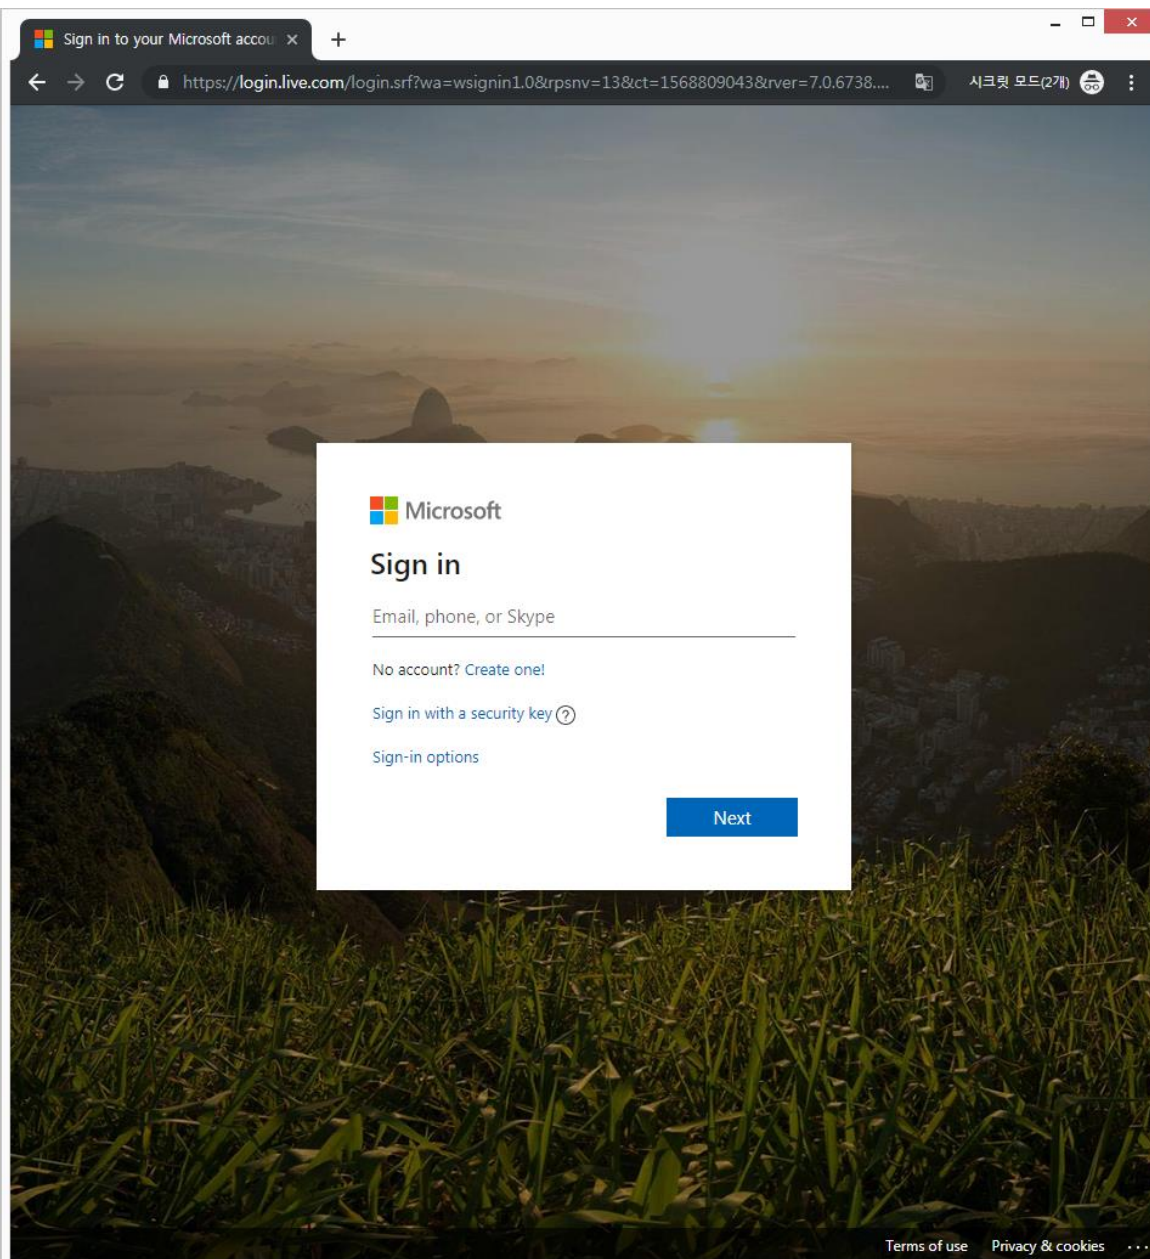 Sign in to your Microsoft accou
https://login.live.com/login.srf?wa=wsignin1.0&rpsnv=13&ct=1568809043&rver=7.0.6738....
시크릿 모드(2개)
Microsoft
Sign in
Email, phone, or Skype
No account? Create one!
Sign in with a security key
Sign-in options
Next
Terms of use Privacy & cookies ...